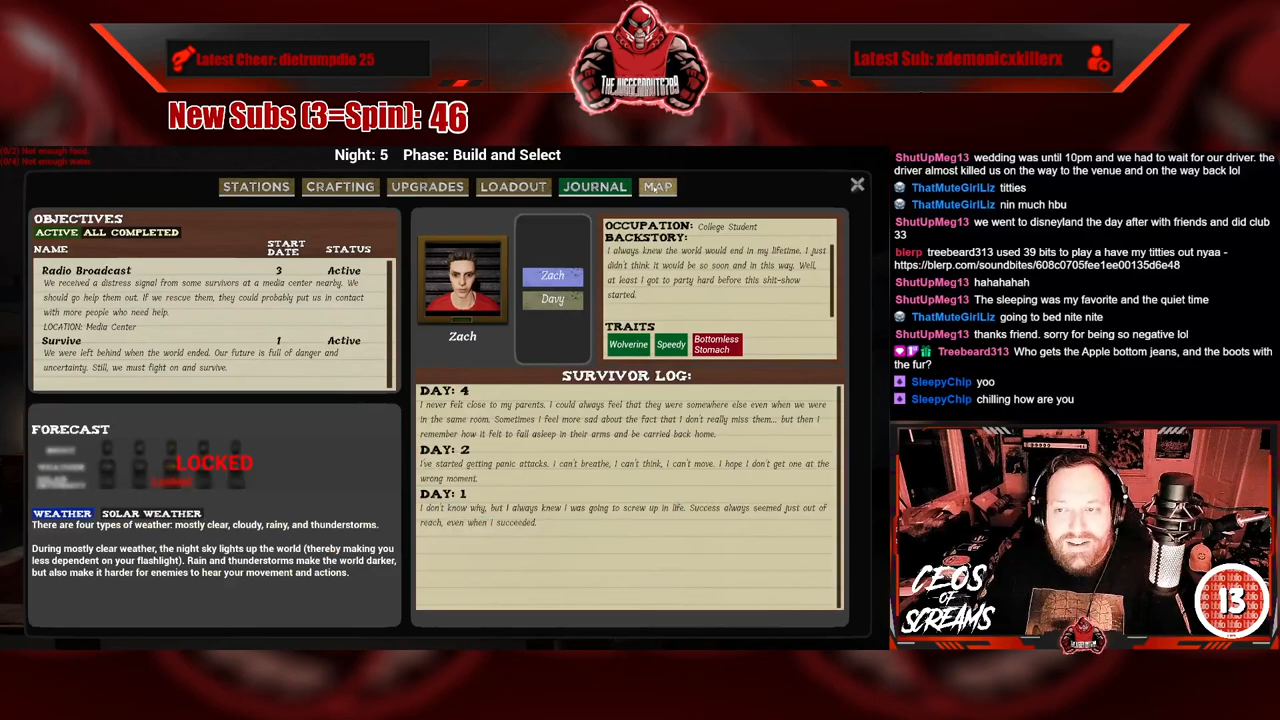 Latest Cheer: dietrumpdie 25
THEJUGGERNAUT6789
Latest Sub: xdemonicxkillerx
New Subs (3=Spin): 46
(0/2) Not enough food.
(0/4) Not enough water.
Night: 5 Phase: Build and Select
STATIONS CRAFTING UPGRADES LOADOUT JOURNAL MAP
OBJECTIVES
ACTIVE ALL COMPLETED
NAME START DATE STATUS
Radio Broadcast 3 Active
We received a distress signal from some survivors at a media center nearby. We
should go help them out. If we rescue them, they could probably put us in contact
with more people who need help.
LOCATION: Media Center
Survive 1 Active
We were left behind when the world ended. Our future is full of danger and
uncertainty. Still, we must fight on and survive.
FORECAST
LOCKED
WEATHER SOLAR WEATHER
There are four types of weather: mostly clear, cloudy, rainy, and thunderstorms.
During mostly clear weather, the night sky lights up the world (thereby making you
less dependent on your flashlight). Rain and thunderstorms make the world darker,
but also make it harder for enemies to hear your movement and actions.
Zach
Zach
Davy
OCCUPATION: College Student
BACKSTORY:
I always knew the world would end in my lifetime. I just
didn't think it would be so soon and in this way. Well,
at least I got to party hard before this shit-show
started.
TRAITS
Wolverine Speedy Bottomless
Stomach
SURVIVOR LOG:
DAY: 4
I never felt close to my parents. I could always feel that they were somewhere else even when we were
in the same room. Sometimes I feel more sad about the fact that I don't really miss them... but then I
remember how it felt to fall asleep in their arms and be carried back home.
DAY: 2
I've started getting panic attacks. I can't breathe, I can't think, I can't move. I hope I don't get one at the
wrong moment.
DAY: 1
I don't know why, but I always knew I was going to screw up in life. Success always seemed just out of
reach, even when I succeeded.
ShutUpMeg13 wedding was until 10pm and we had to wait for our driver. the
driver almost killed us on the way to the venue and on the way back lol
ThatMuteGirlLiz titties
ThatMuteGirlLiz nin much hbu
ShutUpMeg13 we went to disneyland the day after with friends and did club
33
blerp treebeard313 used 39 bits to play a have my titties out nyaa -
https://blerp.com/soundbites/608c0705fee1ee00135d6e48
ShutUpMeg13 hahahahah
ShutUpMeg13 The sleeping was my favorite and the quiet time
ThatMuteGirlLiz going to bed nite nite
ShutUpMeg13 thanks friend. sorry for being so negative lol
Treebeard313 Who gets the Apple bottom jeans, and the boots with
the fur?
SleepyChip yoo
SleepyChip chilling how are you
CEOS
OF
SCREAMS
13